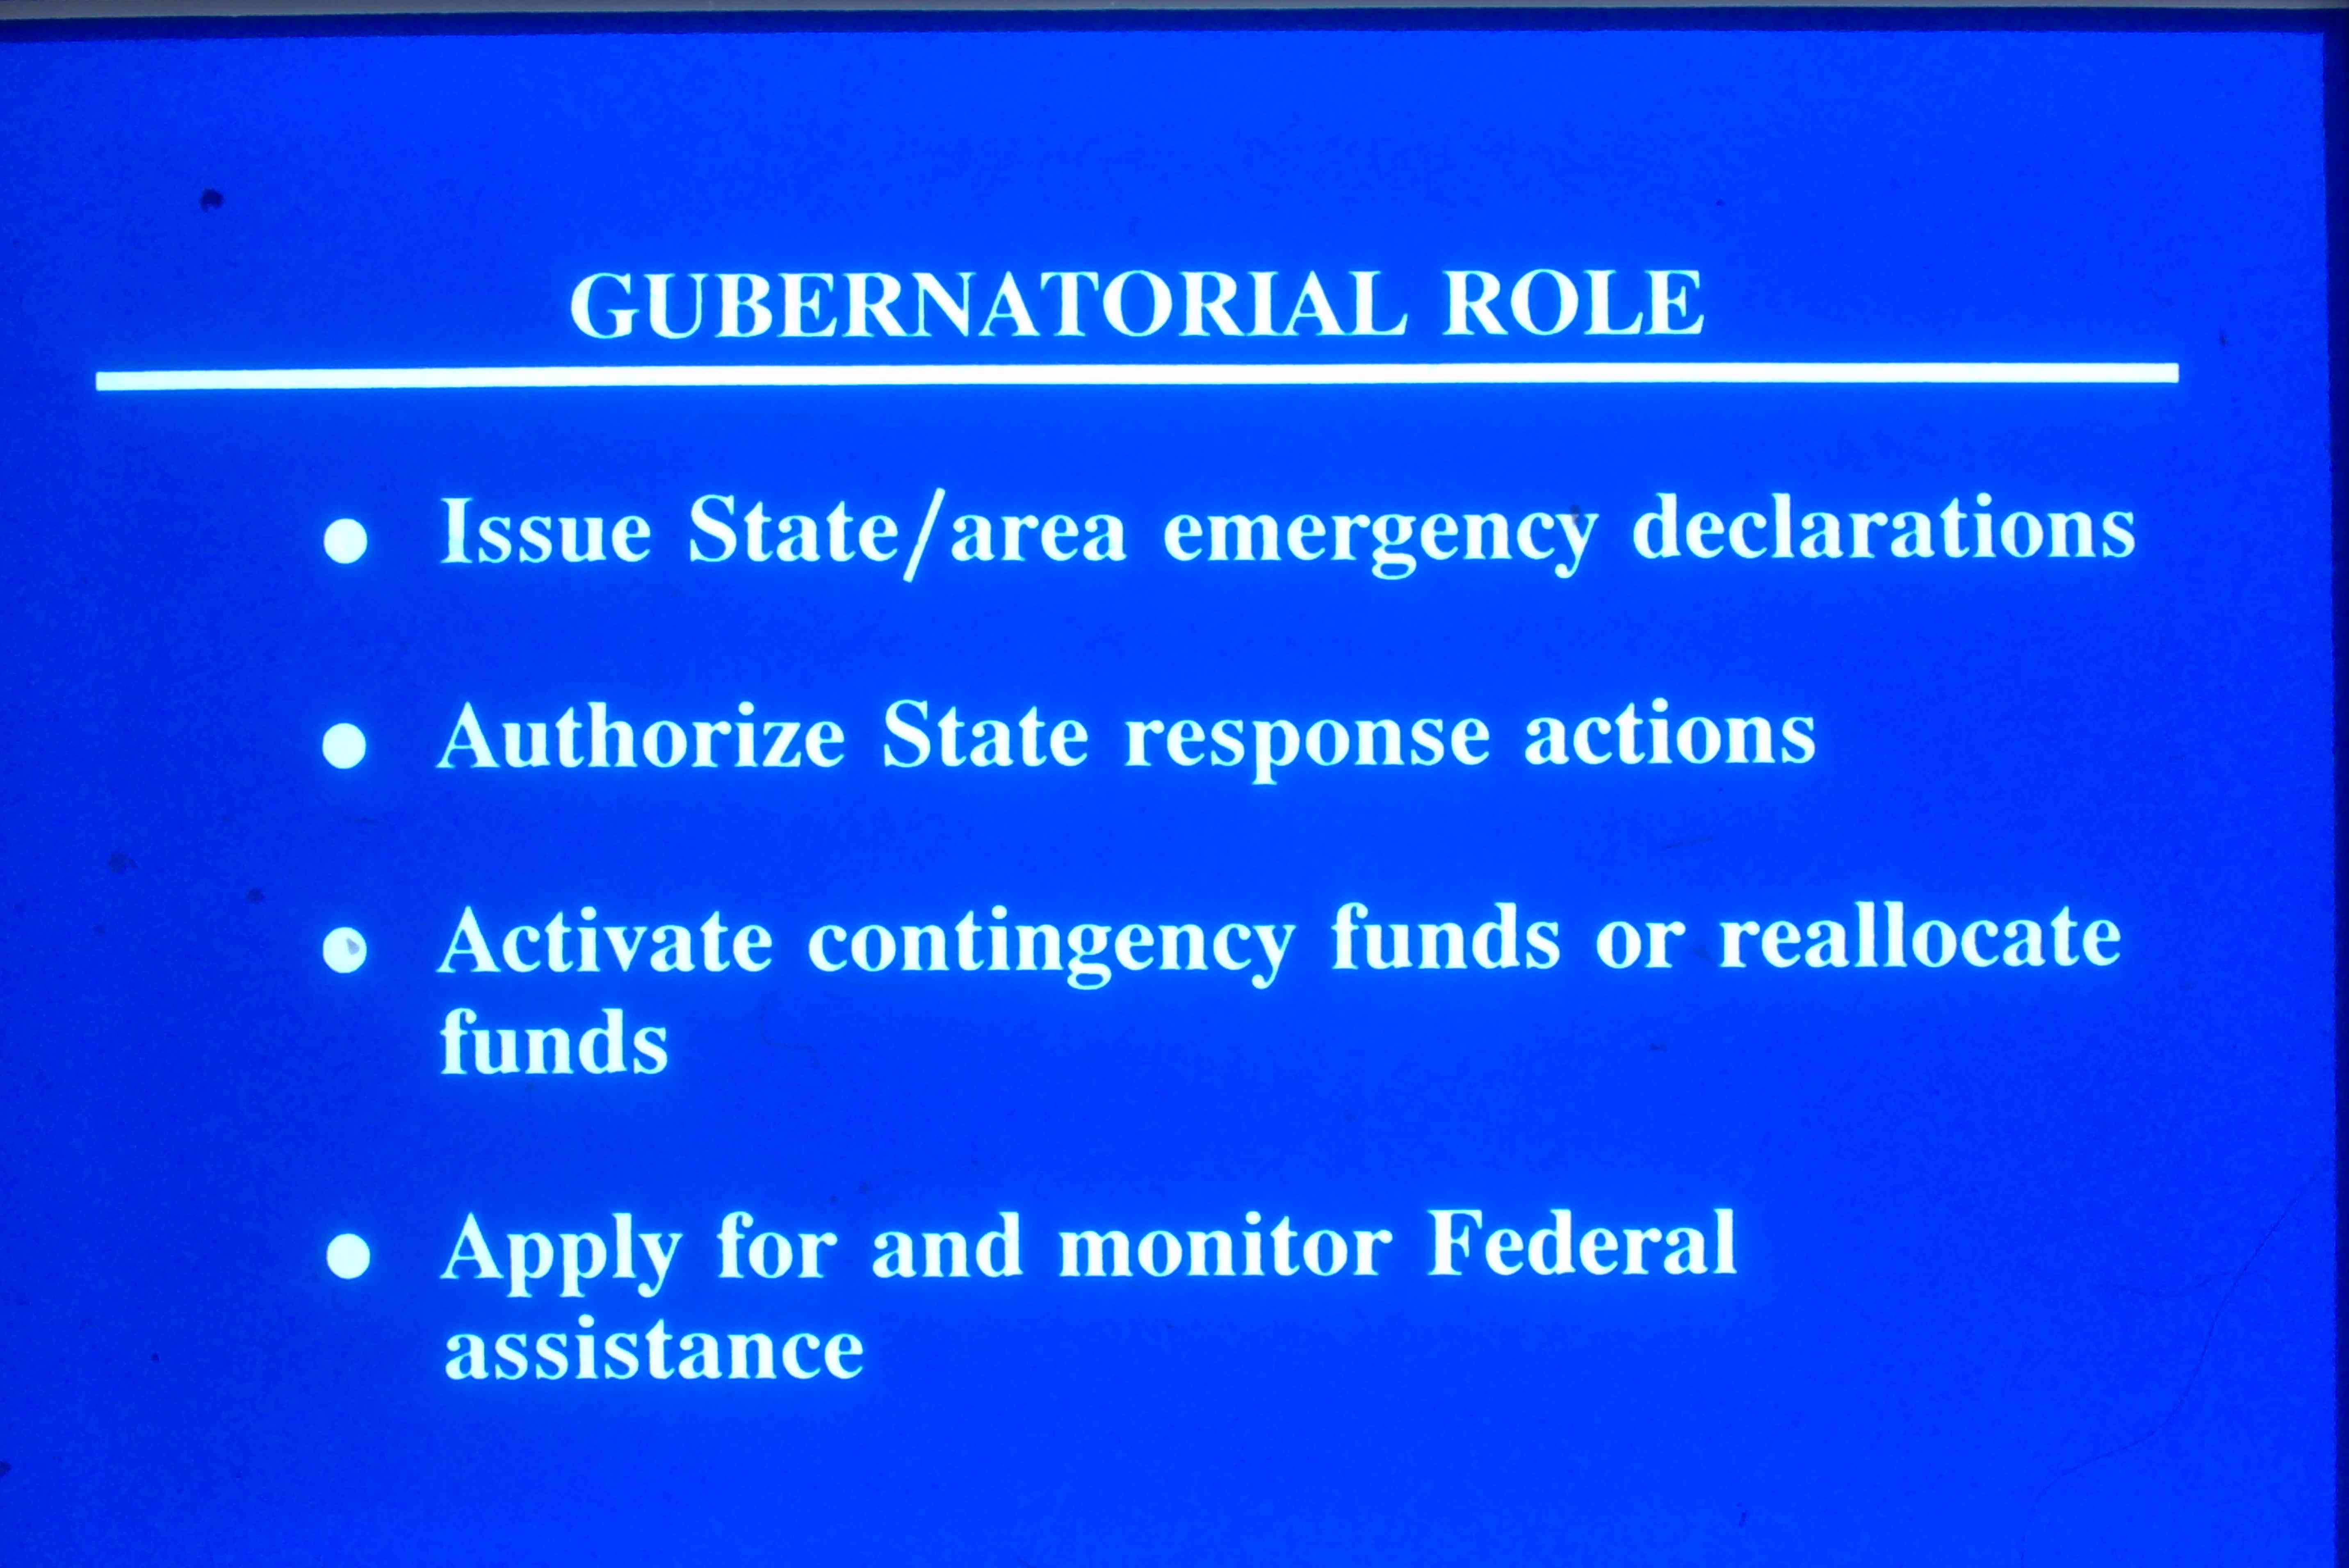 GUBERNATORIAL ROLE
● Issue State/area emergency declarations
● Authorize State response actions
● Activate contingency funds or reallocate
funds
● Apply for and monitor Federal
assistance